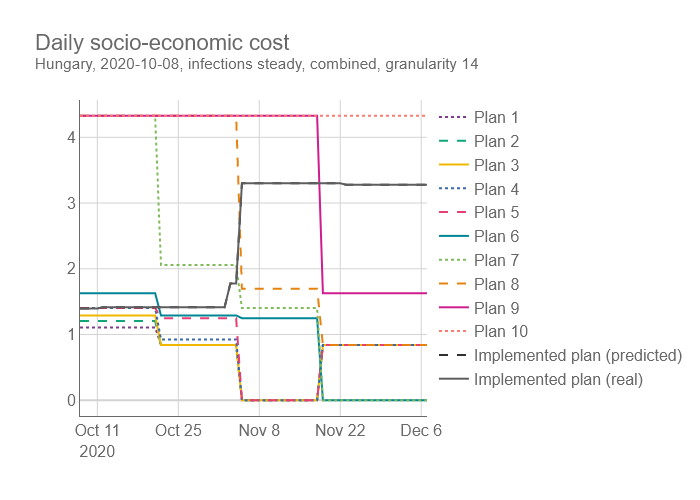 Daily socio-economic cost
Hungary, 2020-10-08, infections steady, combined, granularity 14
4
3
2
1
0
Oct 11
2020
Oct 25
Nov 8
Nov 22
Dec 6
Plan 1
Plan 2
Plan 3
Plan 4
Plan 5
Plan 6
Plan 7
Plan 8
Plan 9
Plan 10
Implemented plan (predicted)
Implemented plan (real)